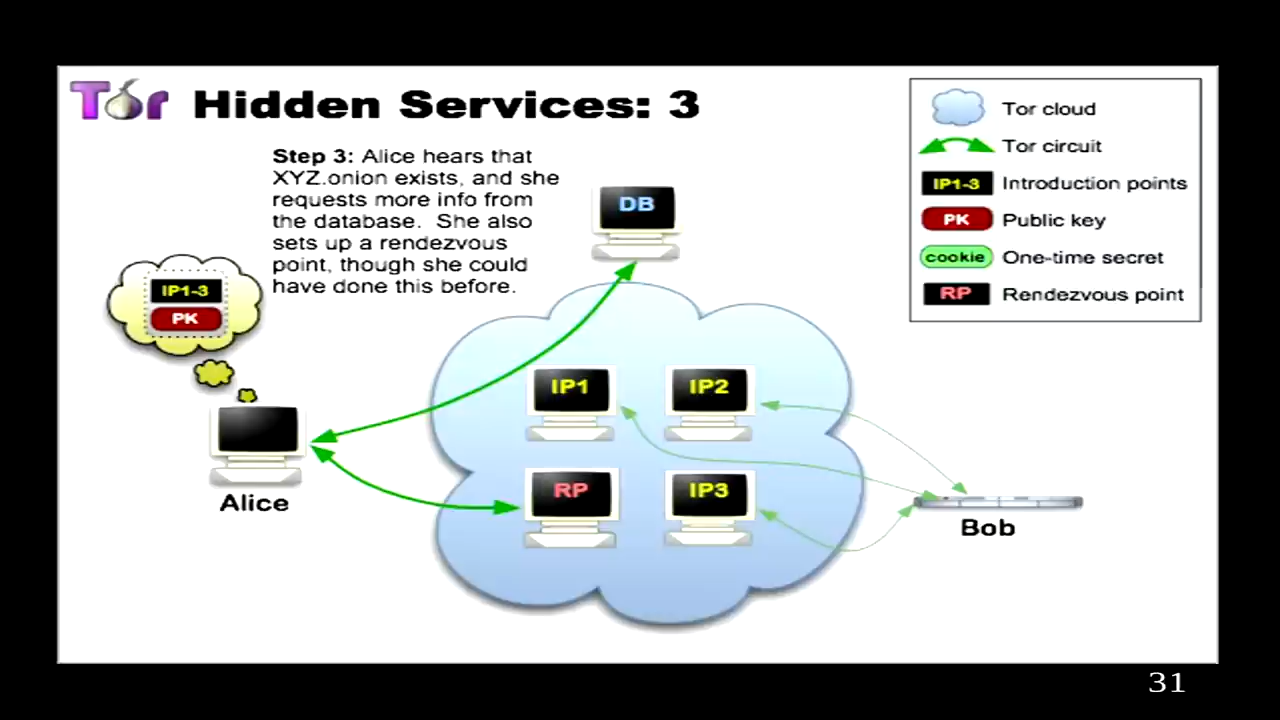 Tor Hidden Services: 3
Step 3: Alice hears that
XYZ.onion exists, and she
requests more info from
the database. She also
sets up a rendezvous
point, though she could
have done this before.
DB
Tor cloud
Tor circuit
IP1-3 Introduction points
PK Public key
cookie One-time secret
RP Rendezvous point
IP1-3
PK
IP1 IP2
RP IP3
Alice
Bob
31